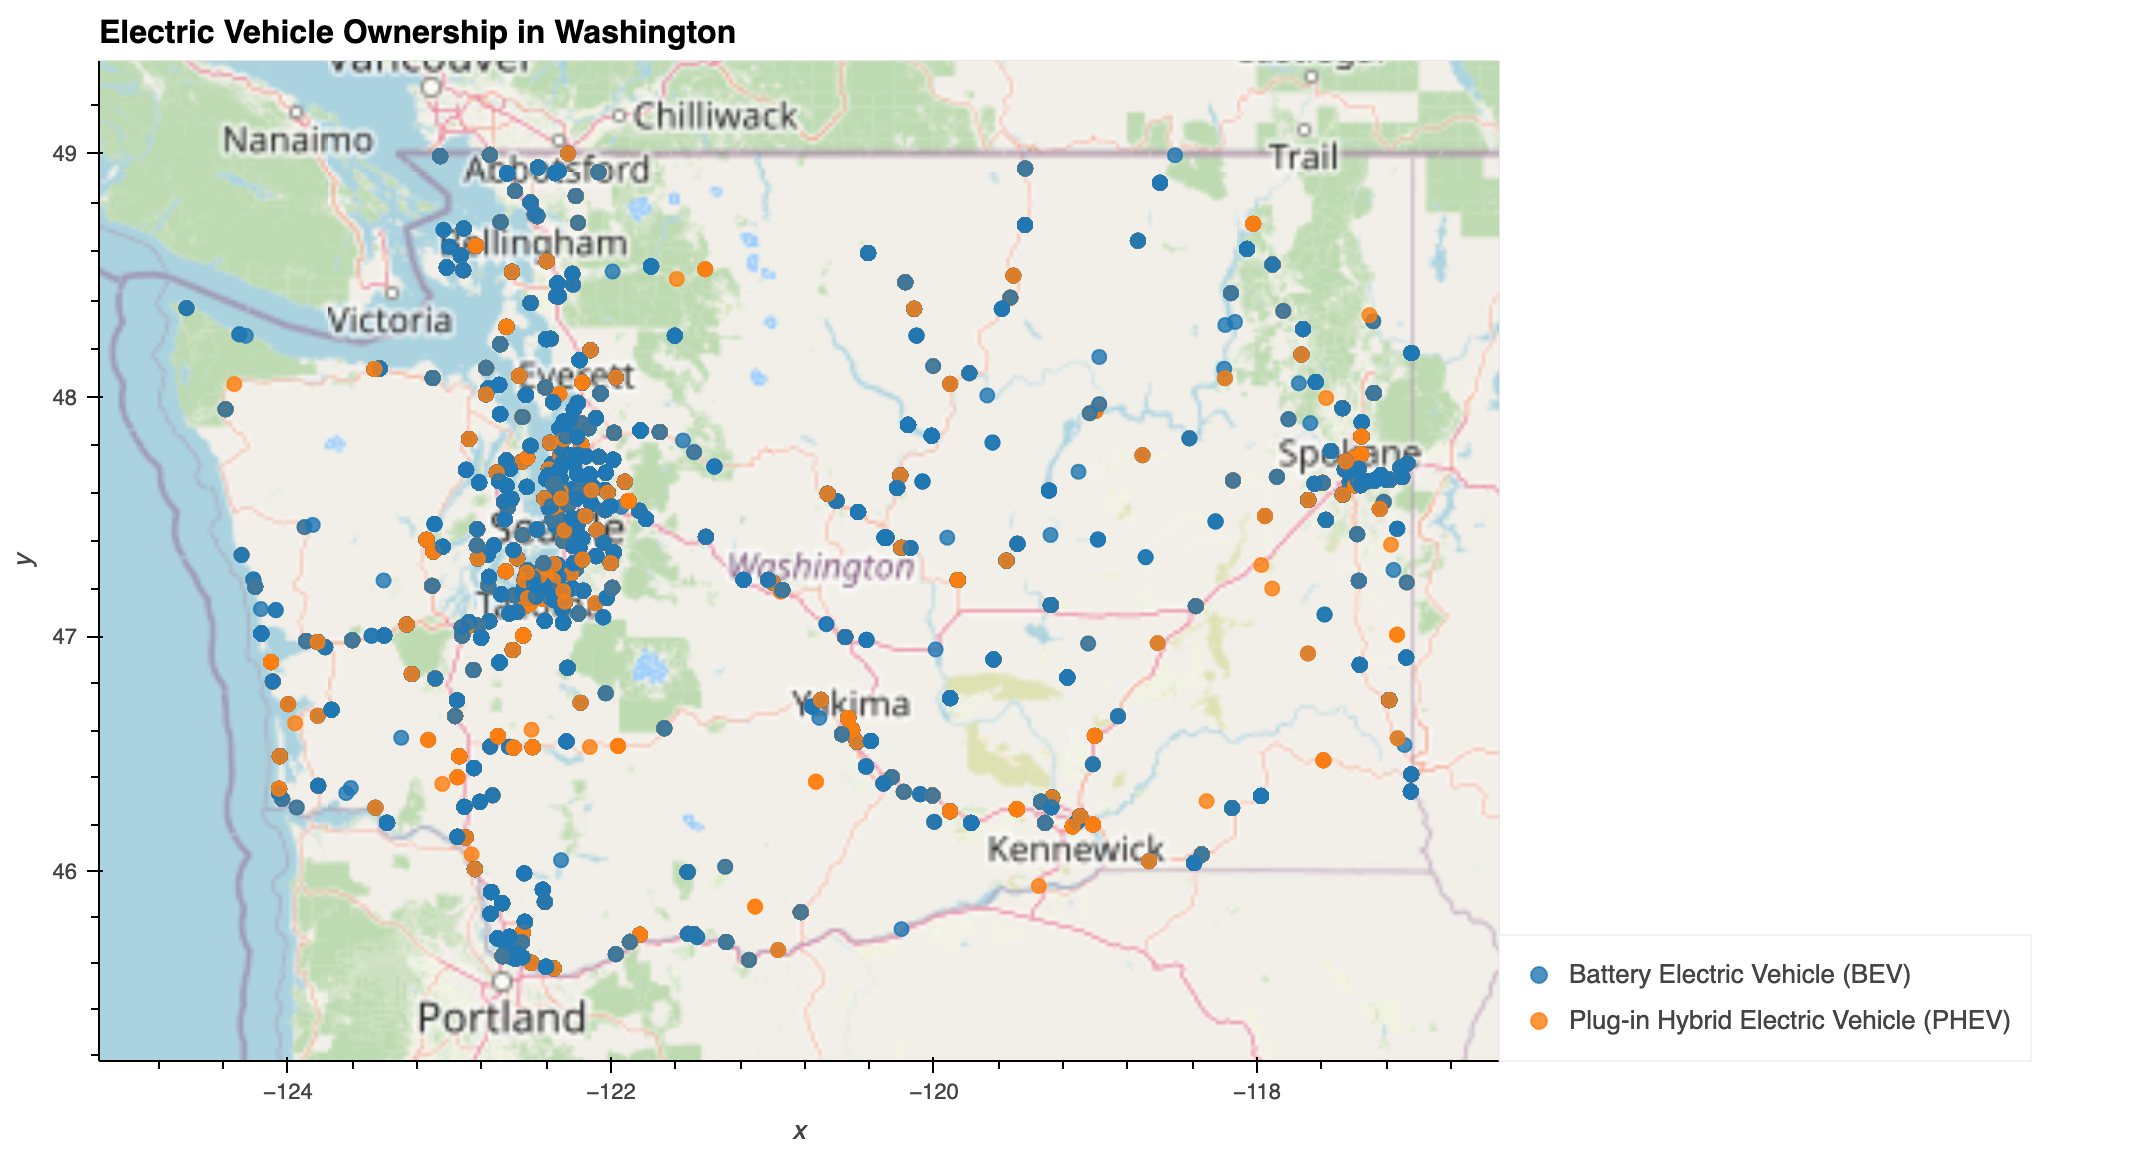 Electric Vehicle Ownership in Washington
Vancouver
Castlegar
Chilliwack
Nanaimo
49
Abbotsford
Trail
Bellingham
Victoria
Everett
48
Spokane
Seattle
Washington
Tacoma
47
Yakima
Kennewick
46
Portland
y
−124
−122
−120
−118
x
Battery Electric Vehicle (BEV)
Plug-in Hybrid Electric Vehicle (PHEV)